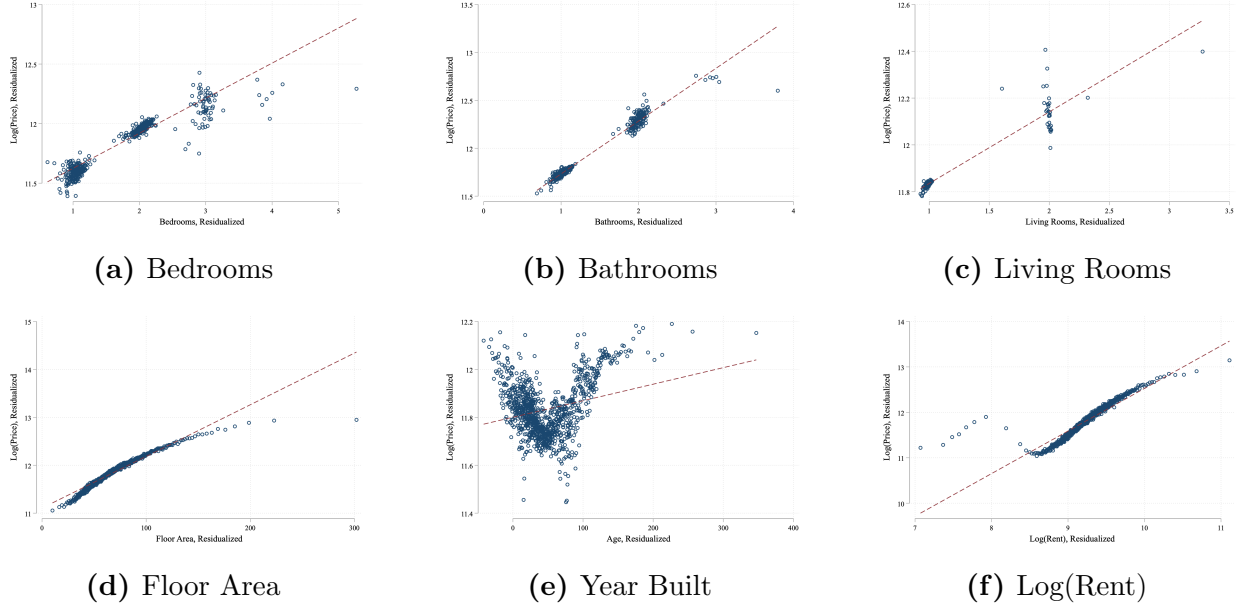 13
12.5
12
11.5
Log(Price), Residualized
1 2 3 4 5
Bedrooms, Residualized
(a) Bedrooms
13.5
13
12.5
12
11.5
Log(Price), Residualized
0 1 2 3 4
Bathrooms, Residualized
(b) Bathrooms
12.6
12.4
12.2
12
11.8
Log(Price), Residualized
1 1.5 2 2.5 3 3.5
Living Rooms, Residualized
(c) Living Rooms
15
14
13
12
11
Log(Price), Residualized
0 100 200 300
Floor Area, Residualized
(d) Floor Area
12.2
12
11.8
11.6
11.4
Log(Price), Residualized
0 100 200 300 400
Age, Residualized
(e) Year Built
14
13
12
11
10
Log(Price), Residualized
7 8 9 10 11
Log(Rent), Residualized
(f) Log(Rent)